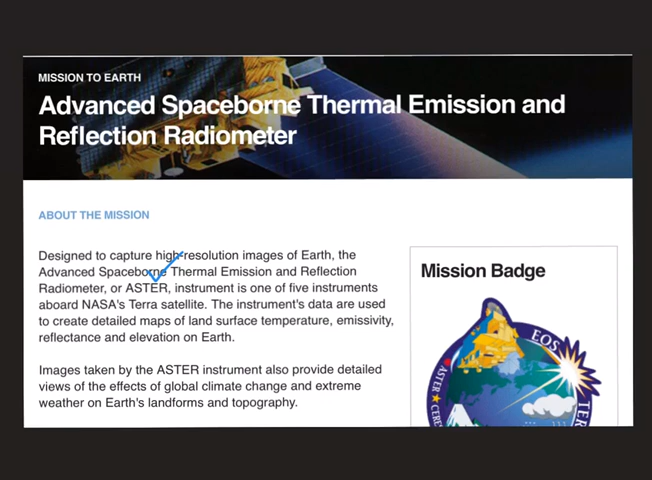 MISSION TO EARTH
Advanced Spaceborne Thermal Emission and
Reflection Radiometer
ABOUT THE MISSION
Designed to capture high-resolution images of Earth, the
Advanced Spaceborne Thermal Emission and Reflection
Radiometer, or ASTER, instrument is one of five instruments
aboard NASA's Terra satellite. The instrument's data are used
to create detailed maps of land surface temperature, emissivity,
reflectance and elevation on Earth.
Images taken by the ASTER instrument also provide detailed
views of the effects of global climate change and extreme
weather on Earth's landforms and topography.
Mission Badge
EOS
ASTER